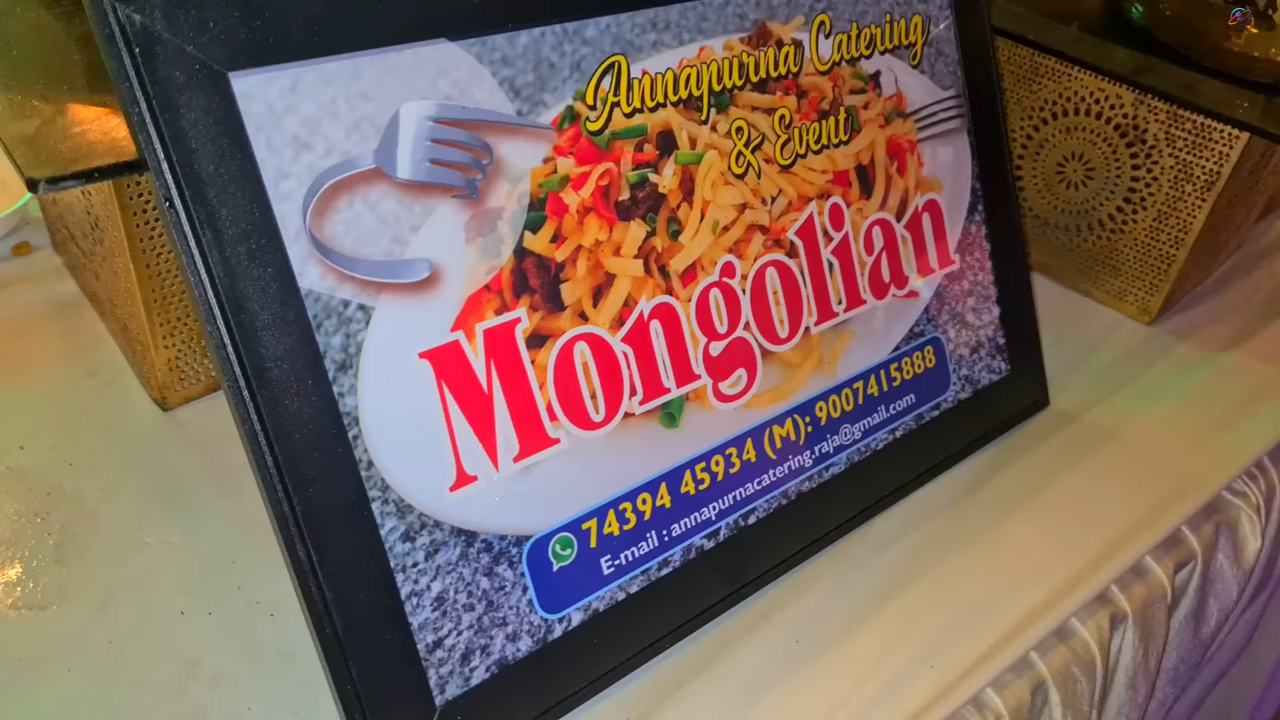 Annapurna Catering
& Event
Mongolian
74394 45934 (M): 9007415888
E-mail : annapurnacatering.raja@gmail.com